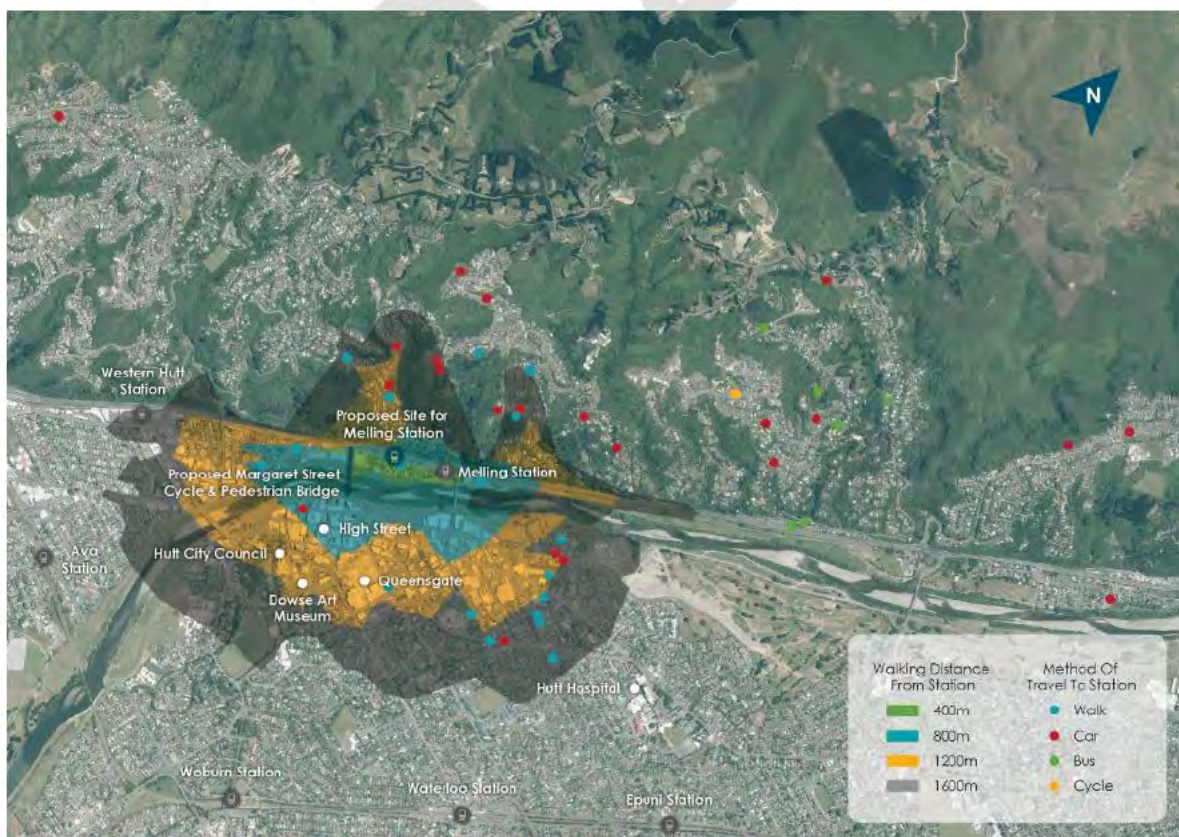 N
Western Hutt
Station
Proposed Site for
Melling Station
Proposed Margaret Street
Cycle & Pedestrian Bridge
Melling Station
High Street
Hutt City Council
Ava
Station
Queensgate
Dowse Art
Museum
Hutt Hospital
Woburn Station
Waterloo Station
Epuni Station
Walking Distance
From Station
400m
800m
1200m
1600m
Method Of
Travel To Station
Walk
Car
Bus
Cycle